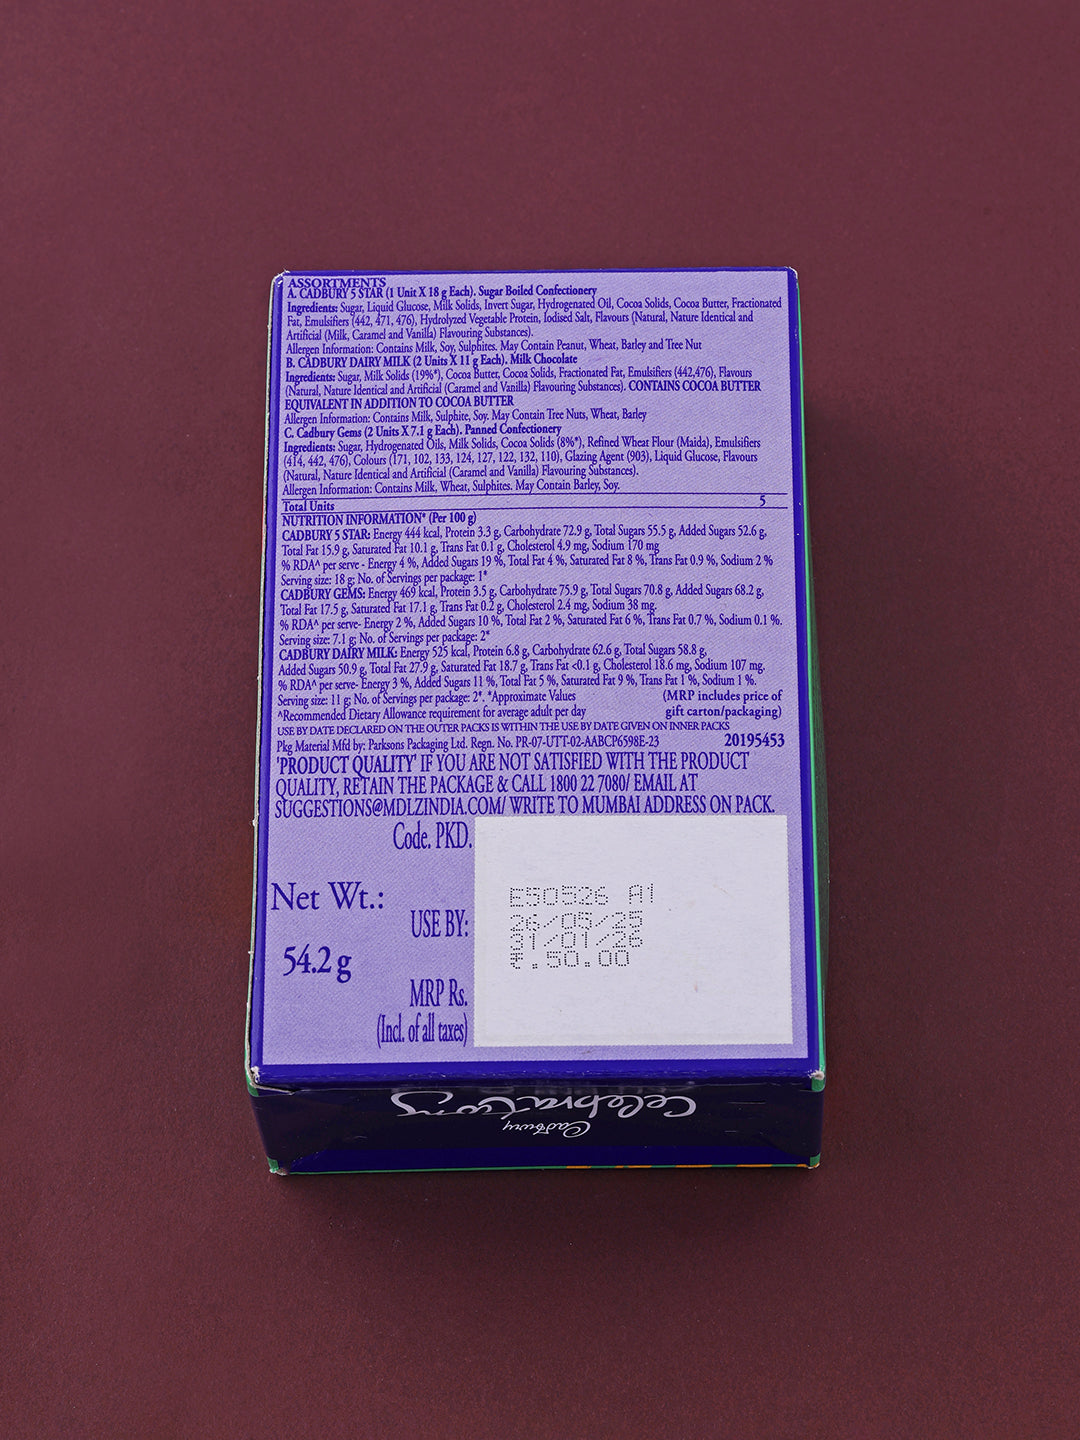 ASSORTMENTS
A. CADBURY 5 STAR (1 Unit X 18 g Each). Sugar Boiled Confectionery
Ingredients: Sugar, Liquid Glucose, Milk Solids, Invert Sugar, Hydrogenated Oil, Cocoa Solids, Cocoa Butter, Fractionated
Fat, Emulsifiers (442, 471, 476), Hydrolyzed Vegetable Protein, Iodised Salt, Flavours (Natural, Nature Identical and
Artificial (Milk, Caramel and Vanilla) Flavouring Substances).
Allergen Information: Contains Milk, Soy, Sulphites. May Contain Peanut, Wheat, Barley and Tree Nut
B. CADBURY DAIRY MILK (2 Units X 11 g Each). Milk Chocolate
Ingredients: Sugar, Milk Solids (19%*), Cocoa Butter, Cocoa Solids, Fractionated Fat, Emulsifiers (442,476), Flavours
(Natural, Nature Identical and Artificial (Caramel and Vanilla) Flavouring Substances). CONTAINS COCOA BUTTER
EQUIVALENT IN ADDITION TO COCOA BUTTER
Allergen Information: Contains Milk, Sulphite, Soy. May Contain Tree Nuts, Wheat, Barley
C. Cadbury Gems (2 Units X 7.1 g Each). Panned Confectionery
Ingredients: Sugar, Hydrogenated Oils, Milk Solids, Cocoa Solids (8%*), Refined Wheat Flour (Maida), Emulsifiers
(414, 442, 476), Colours (171, 102, 133, 124, 127, 122, 132, 110), Glazing Agent (903), Liquid Glucose, Flavours
(Natural, Nature Identical and Artificial (Caramel and Vanilla) Flavouring Substances).
Allergen Information: Contains Milk, Wheat, Sulphites. May Contain Barley, Soy.
Total Units 5
NUTRITION INFORMATION* (Per 100 g)
CADBURY 5 STAR: Energy 444 kcal, Protein 3.3 g, Carbohydrate 72.9 g, Total Sugars 55.5 g, Added Sugars 52.6 g,
Total Fat 15.9 g, Saturated Fat 10.1 g, Trans Fat 0.1 g, Cholesterol 4.9 mg, Sodium 170 mg
% RDA^ per serve - Energy 4 %, Added Sugars 19 %, Total Fat 4 %, Saturated Fat 8 %, Trans Fat 0.9 %, Sodium 2 %
Serving size: 18 g; No. of Servings per package: 1*
CADBURY GEMS: Energy 469 kcal, Protein 3.5 g, Carbohydrate 75.9 g, Total Sugars 70.8 g, Added Sugars 68.2 g,
Total Fat 17.5 g, Saturated Fat 17.1 g, Trans Fat 0.2 g, Cholesterol 2.4 mg, Sodium 38 mg.
% RDA^ per serve- Energy 2 %, Added Sugars 10 %, Total Fat 2 %, Saturated Fat 6 %, Trans Fat 0.7 %, Sodium 0.1 %.
Serving size: 7.1 g; No. of Servings per package: 2*
CADBURY DAIRY MILK: Energy 525 kcal, Protein 6.8 g, Carbohydrate 62.6 g, Total Sugars 58.8 g,
Added Sugars 50.9 g, Total Fat 27.9 g, Saturated Fat 18.7 g, Trans Fat <0.1 g, Cholesterol 18.6 mg, Sodium 107 mg.
% RDA^ per serve- Energy 3 %, Added Sugars 11 %, Total Fat 5 %, Saturated Fat 9 %, Trans Fat 1 %, Sodium 1 %.
Serving size: 11 g; No. of Servings per package: 2*. *Approximate Values (MRP includes price of
^Recommended Dietary Allowance requirement for average adult per day gift carton/packaging)
USE BY DATE DECLARED ON THE OUTER PACKS IS WITHIN THE USE BY DATE GIVEN ON INNER PACKS
Pkg Material Mfd by: Parksons Packaging Ltd. Regn. No. PR-07-UTT-02-AABCP6598E-23 20195453
'PRODUCT QUALITY' IF YOU ARE NOT SATISFIED WITH THE PRODUCT
QUALITY, RETAIN THE PACKAGE & CALL 1800 22 7080/ EMAIL AT
SUGGESTIONS@MDLZINDIA.COM/ WRITE TO MUMBAI ADDRESS ON PACK.
Code. PKD.
Net Wt.:
54.2 g
USE BY:
MRP Rs.
(Incl. of all taxes)
E50526 A1
26/05/25
31/01/26
₹.50.00
Cadbury
Celebrations